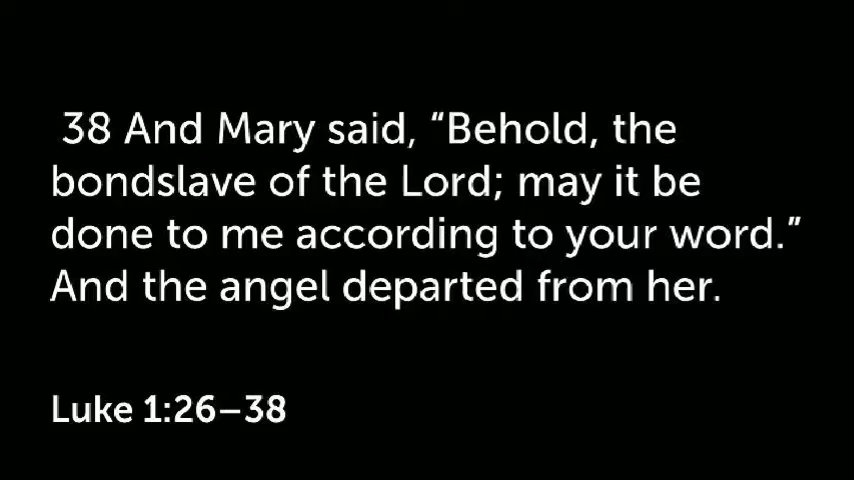 38 And Mary said, “Behold, the
bondslave of the Lord; may it be
done to me according to your word.”
And the angel departed from her.
Luke 1:26–38